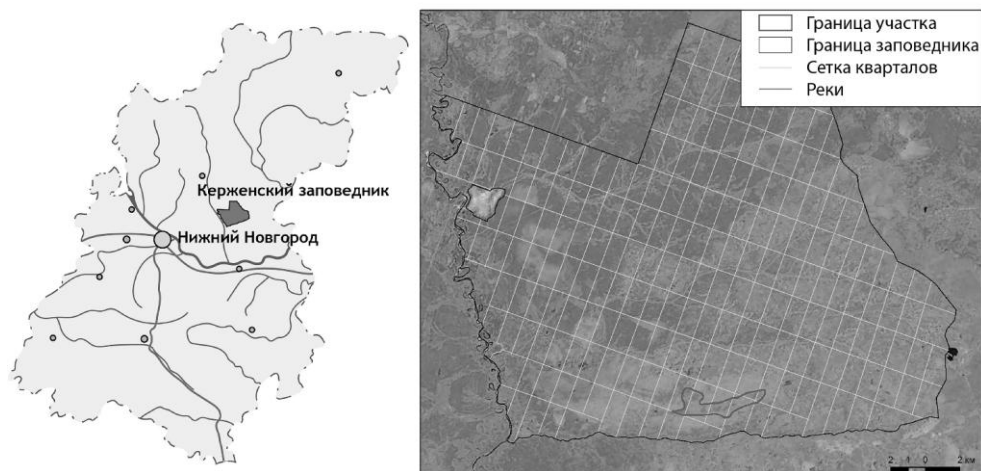 Керженский заповедник
Нижний Новгород
Граница участка
Граница заповедника
Сетка кварталов
Реки
2 1 0 2 км